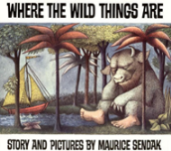 WHERE THE WILD THINGS ARE
STORY AND PICTURES BY MAURICE SENDAK